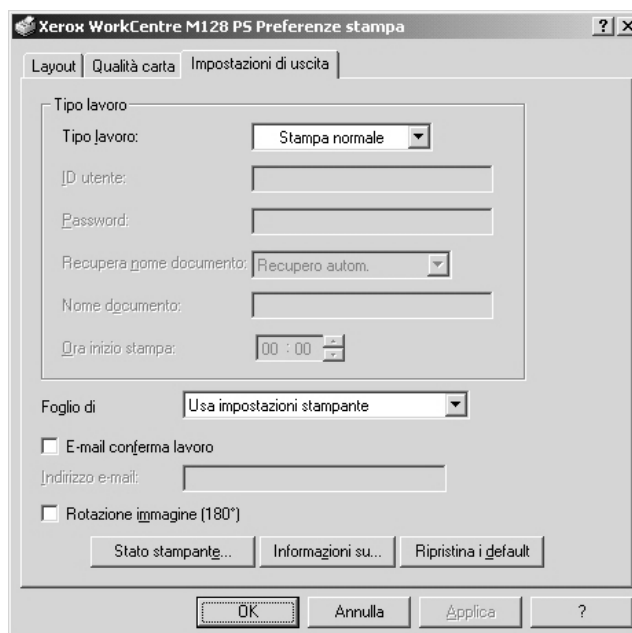 Xerox WorkCentre M128 PS Preferenze stampa ? X
Layout Qualità carta Impostazioni di uscita
Tipo lavoro
Tipo lavoro: Stampa normale
ID utente:
Password:
Recupera nome documento: Recupero autom.
Nome documento:
Ora inizio stampa: 00 : 00
Foglio di Usa impostazioni stampante
E-mail conferma lavoro
Indirizzo e-mail:
Rotazione immagine (180°)
Stato stampante... Informazioni su... Ripristina i default
OK Annulla Applica ?